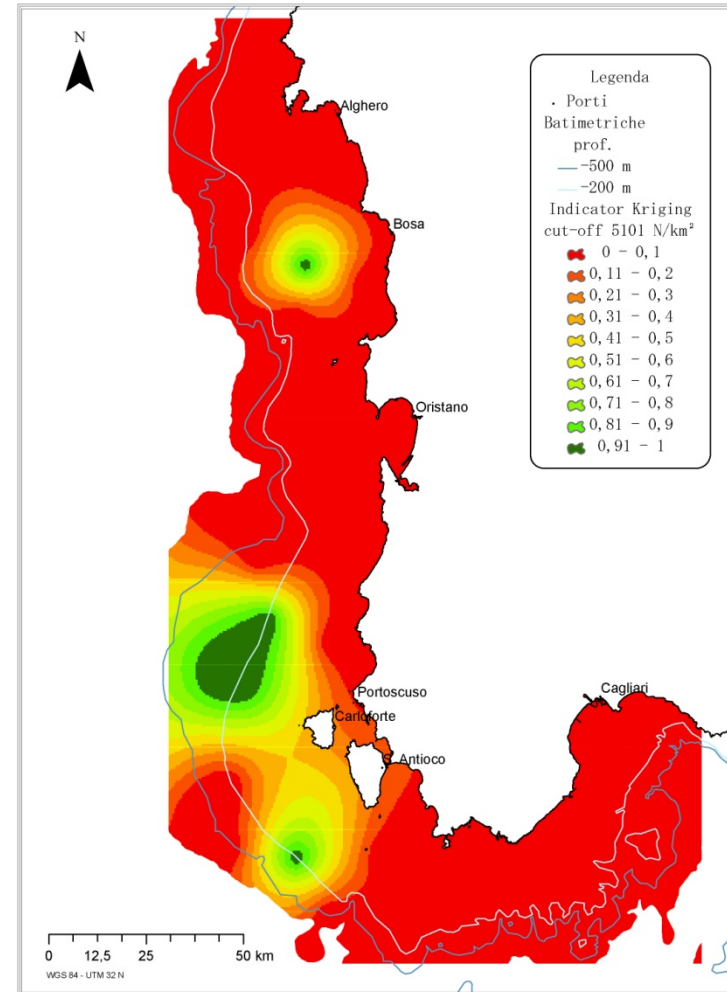 N
Alghero
Bosa
Oristano
Portoscuso
Carloforte
S. Antioco
Cagliari
Legenda
. Porti
Batimetriche
prof.
-500 m
-200 m
Indicator Kriging
cut-off 5101 N/km²
0 - 0,1
0,11 - 0,2
0,21 - 0,3
0,31 - 0,4
0,41 - 0,5
0,51 - 0,6
0,61 - 0,7
0,71 - 0,8
0,81 - 0,9
0,91 - 1
0 12,5 25 50 km
WGS 84 - UTM 32 N